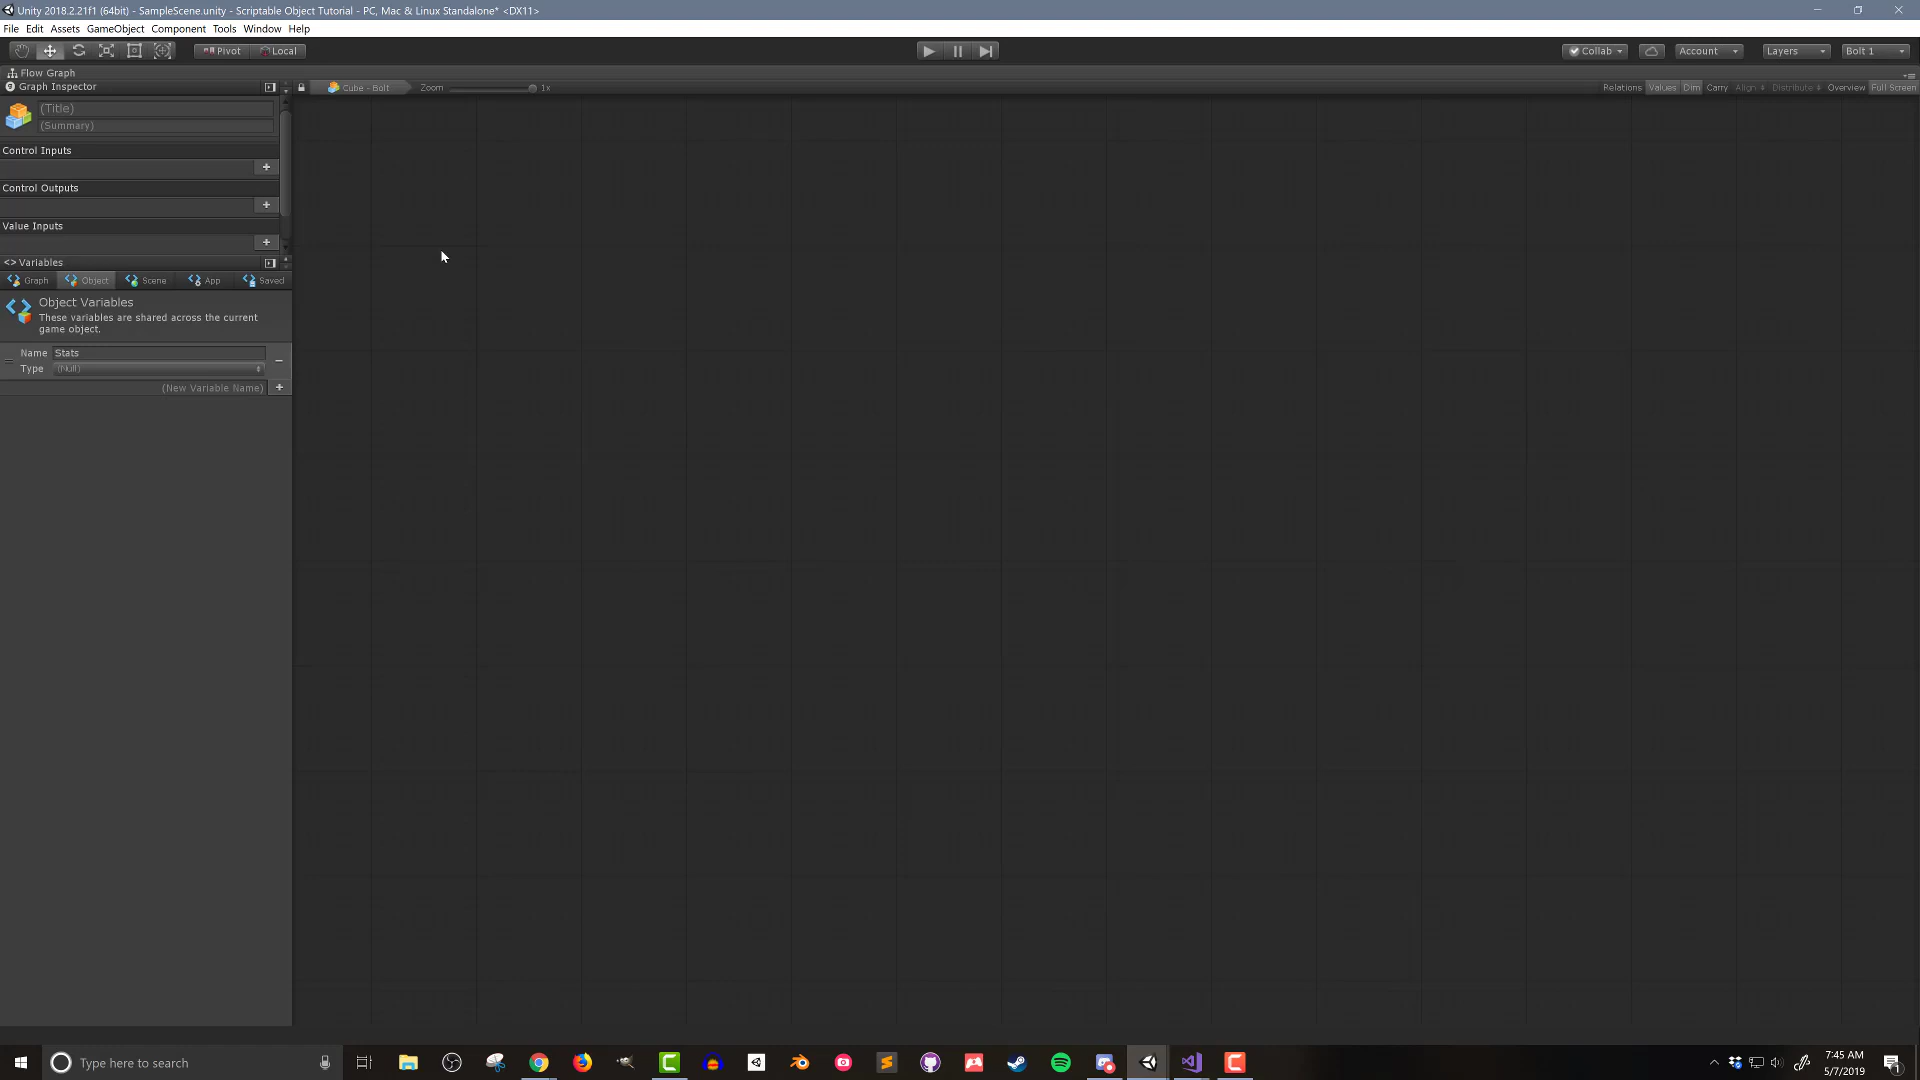 Unity 2018.2.21f1 (64bit) - SampleScene.unity - Scriptable Object Tutorial - PC, Mac & Linux Standalone* <DX11>
File Edit Assets GameObject Component Tools Window Help
Pivot Local Collab Account Layers Bolt 1
Flow Graph
Graph Inspector Cube - Bolt Zoom 1x Relations Values Dim Carry Align Distribute Overview Full Screen
(Title)
(Summary)
Control Inputs
Control Outputs
Value Inputs
<> Variables
Graph Object Scene App Saved
Object Variables
These variables are shared across the current
game object.
Name Stats
Type (Null)
(New Variable Name)
Type here to search
7:45 AM
5/7/2019
1